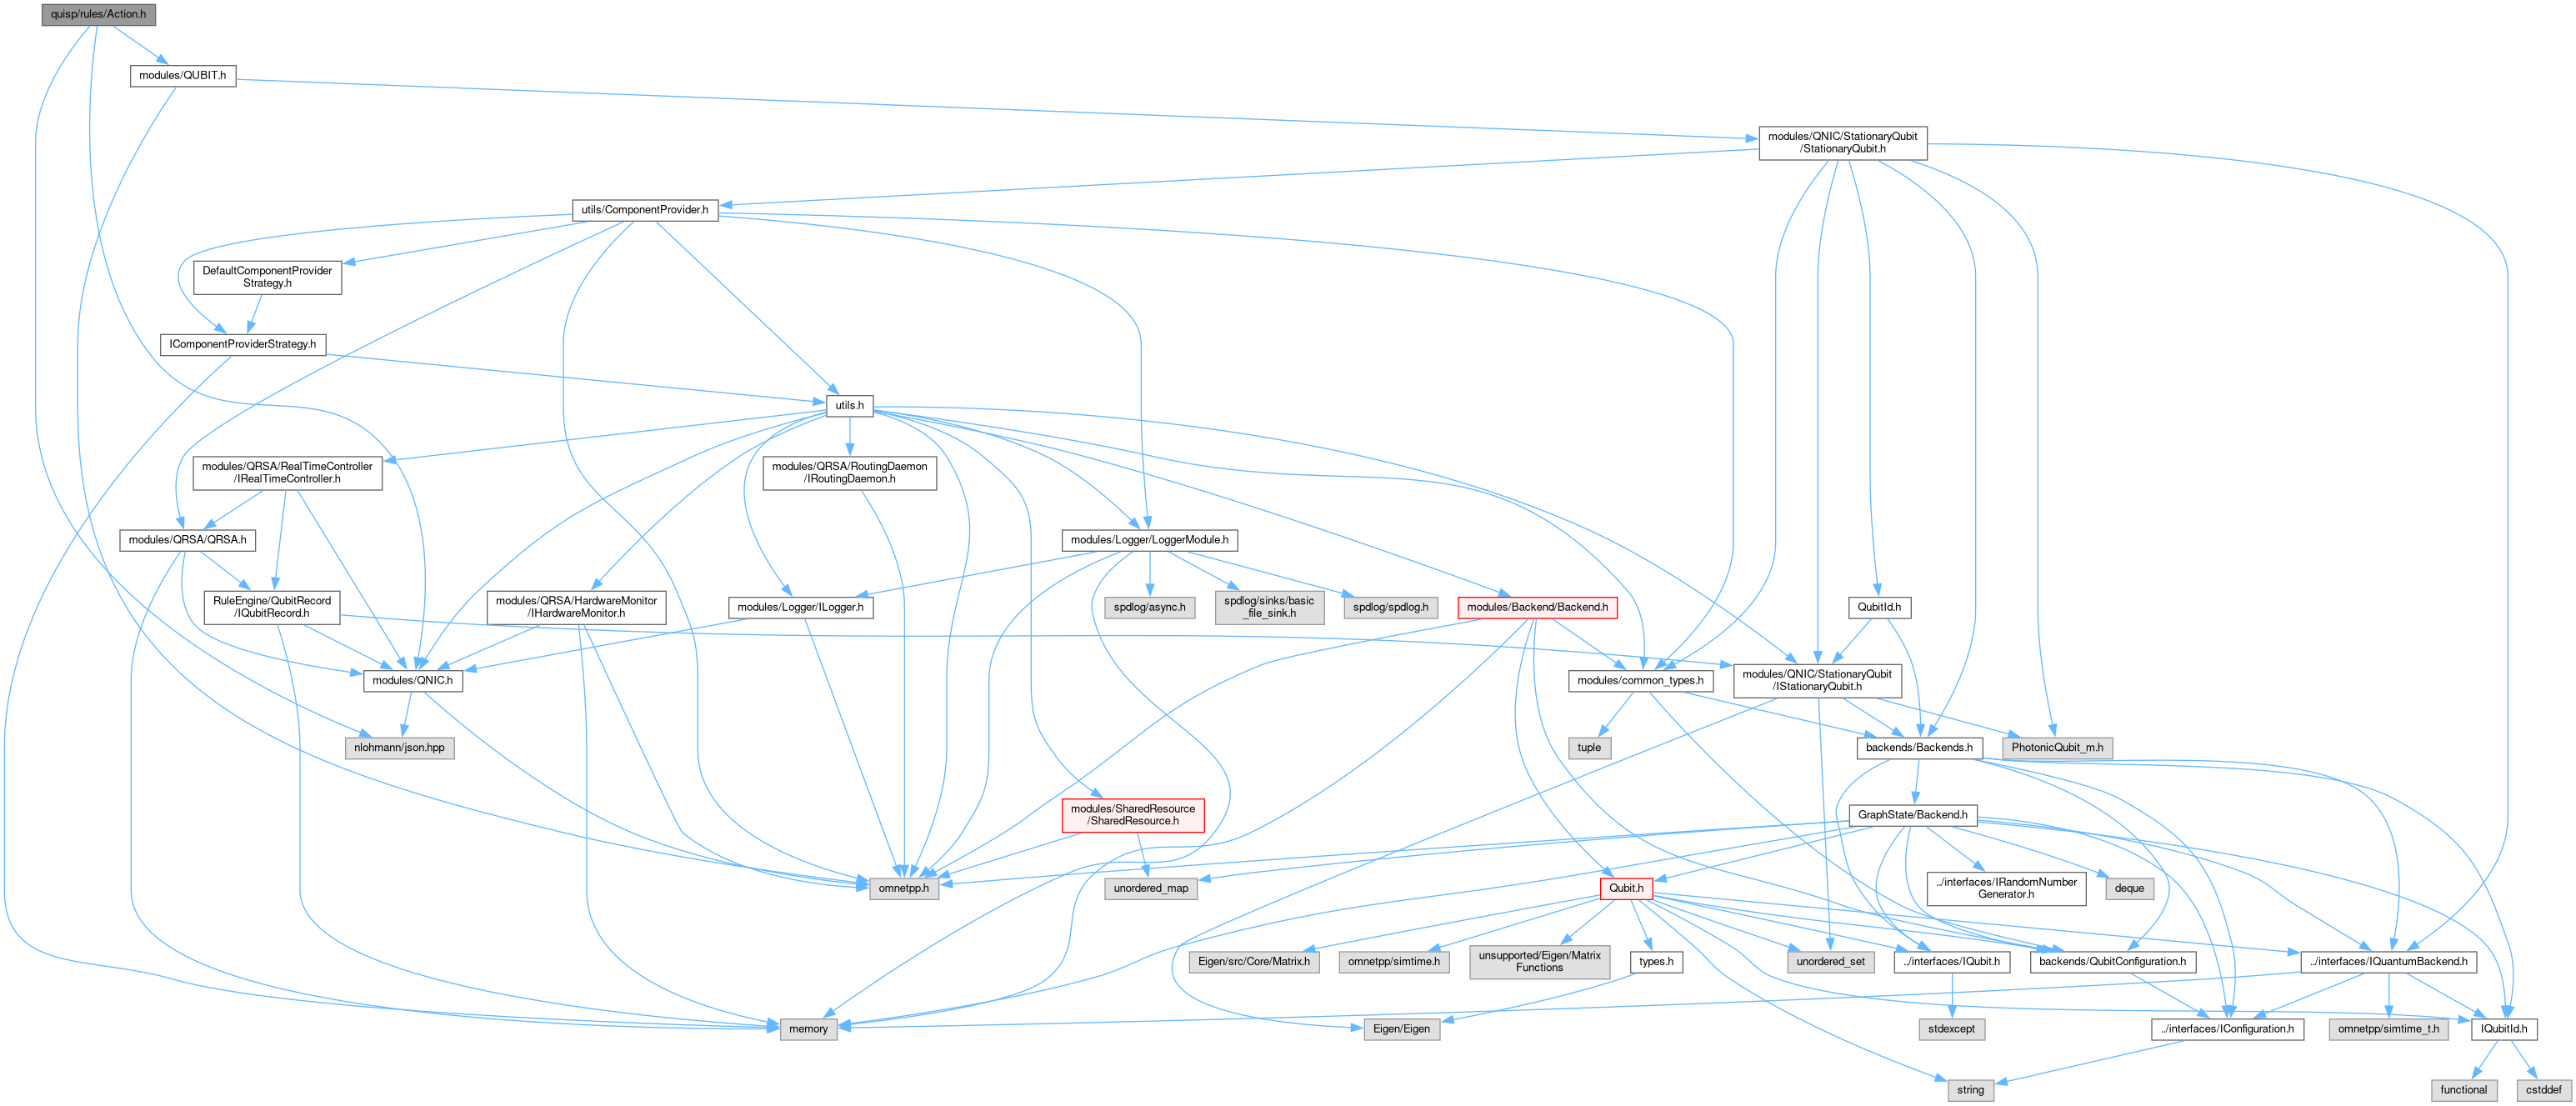 quisp/rules/Action.h
modules/QUBIT.h
modules/QNIC/StationaryQubit
/StationaryQubit.h
utils/ComponentProvider.h
DefaultComponentProvider
Strategy.h
IComponentProviderStrategy.h
utils.h
modules/QRSA/RealTimeController
/IRealTimeController.h
modules/QRSA/RoutingDaemon
/IRoutingDaemon.h
modules/QRSA/QRSA.h
modules/Logger/LoggerModule.h
RuleEngine/QubitRecord
/IQubitRecord.h
modules/QRSA/HardwareMonitor
/IHardwareMonitor.h
modules/Logger/ILogger.h
spdlog/async.h
spdlog/sinks/basic
_file_sink.h
spdlog/spdlog.h
modules/Backend/Backend.h
QubitId.h
modules/QNIC.h
modules/common_types.h
modules/QNIC/StationaryQubit
/IStationaryQubit.h
nlohmann/json.hpp
tuple
backends/Backends.h
PhotonicQubit_m.h
modules/SharedResource
/SharedResource.h
GraphState/Backend.h
omnetpp.h
unordered_map
Qubit.h
../interfaces/IRandomNumber
Generator.h
deque
Eigen/src/Core/Matrix.h
omnetpp/simtime.h
unsupported/Eigen/Matrix
Functions
types.h
unordered_set
../interfaces/IQubit.h
backends/QubitConfiguration.h
../interfaces/IQuantumBackend.h
memory
Eigen/Eigen
stdexcept
../interfaces/IConfiguration.h
omnetpp/simtime_t.h
IQubitId.h
string
functional
cstddef